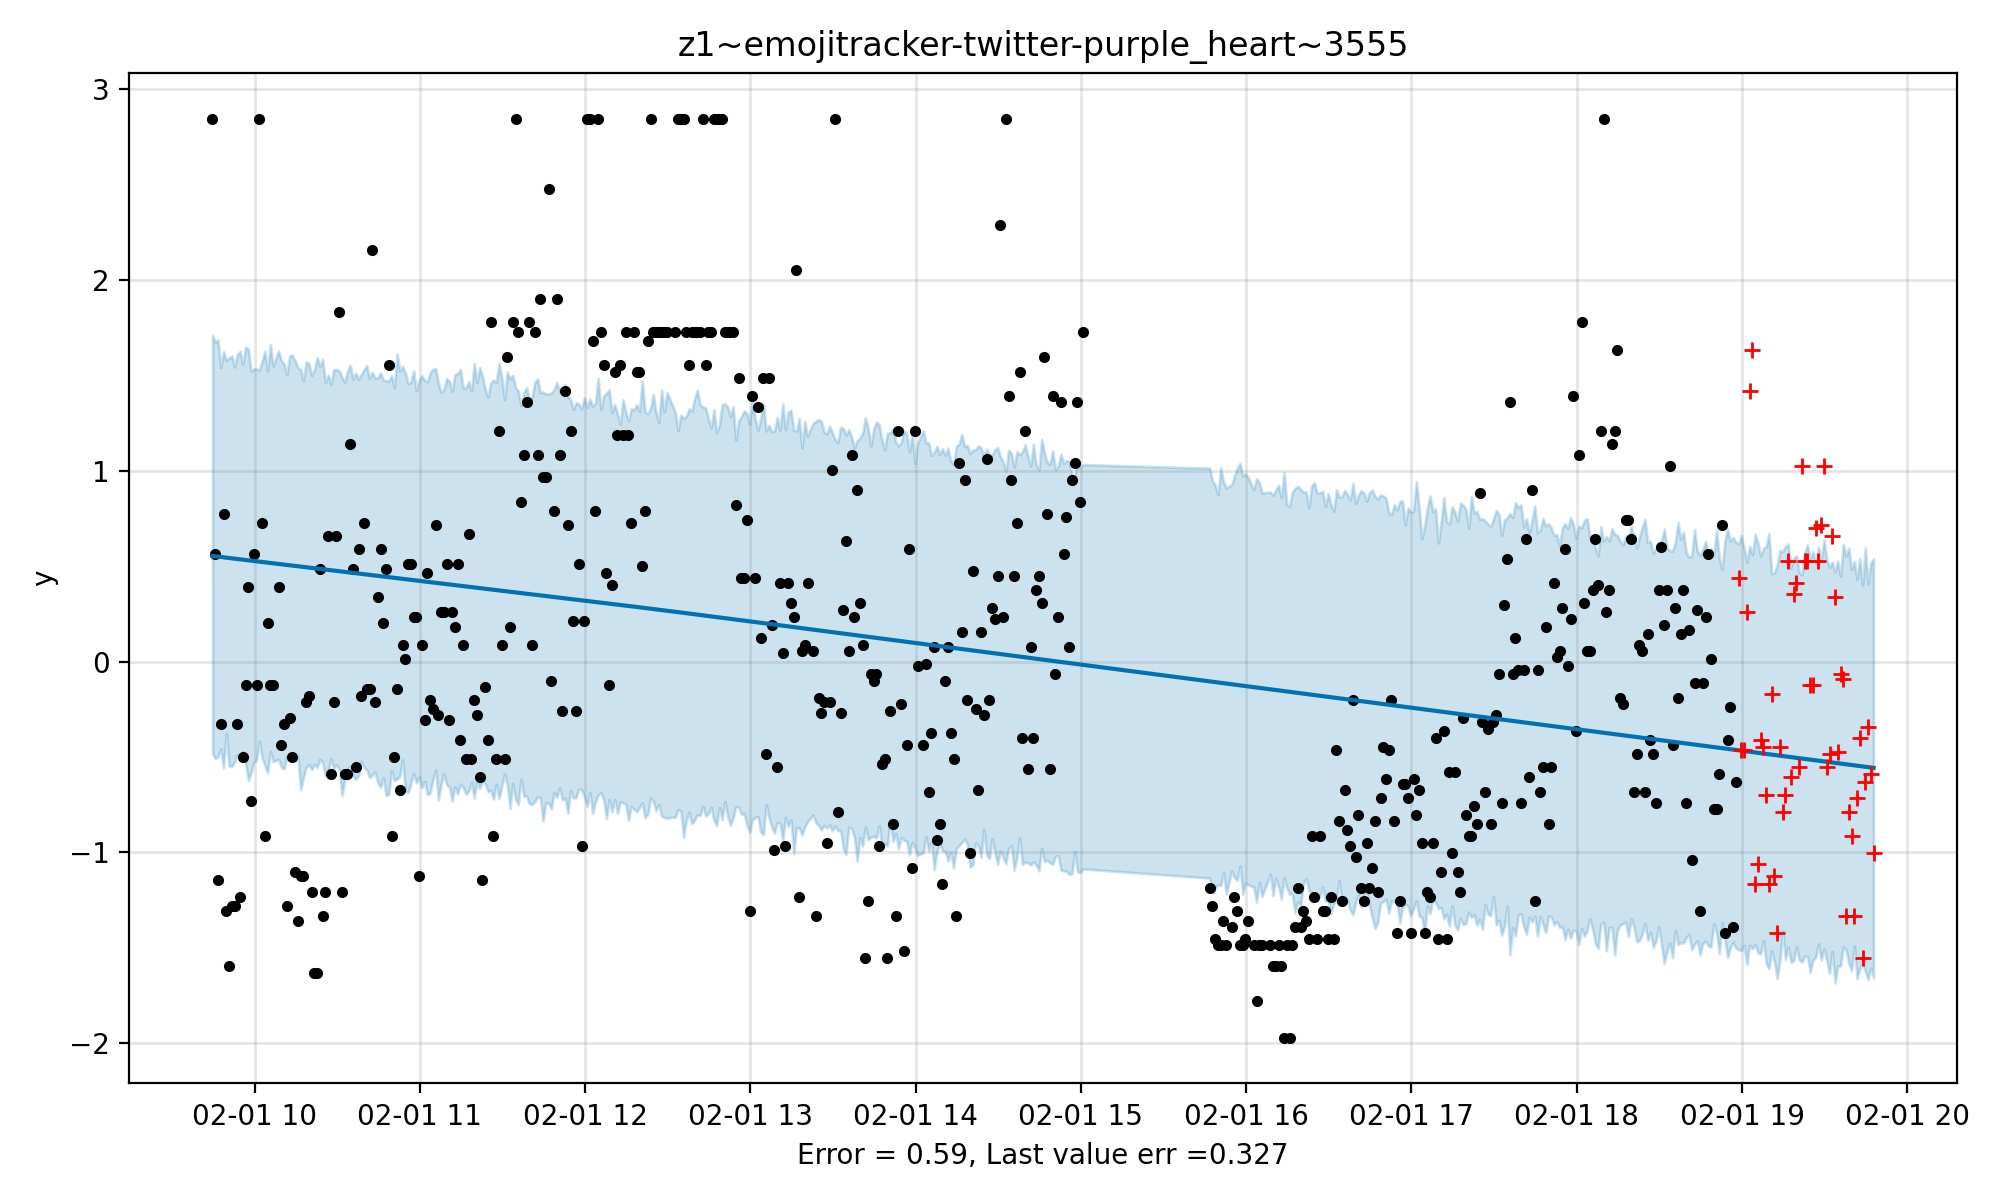 z1~emojitracker-twitter-purple_heart~3555
3
2
1
0
−1
−2
y
02-01 10 02-01 11 02-01 12 02-01 13 02-01 14 02-01 15 02-01 16 02-01 17 02-01 18 02-01 19 02-01 20
Error = 0.59, Last value err =0.327